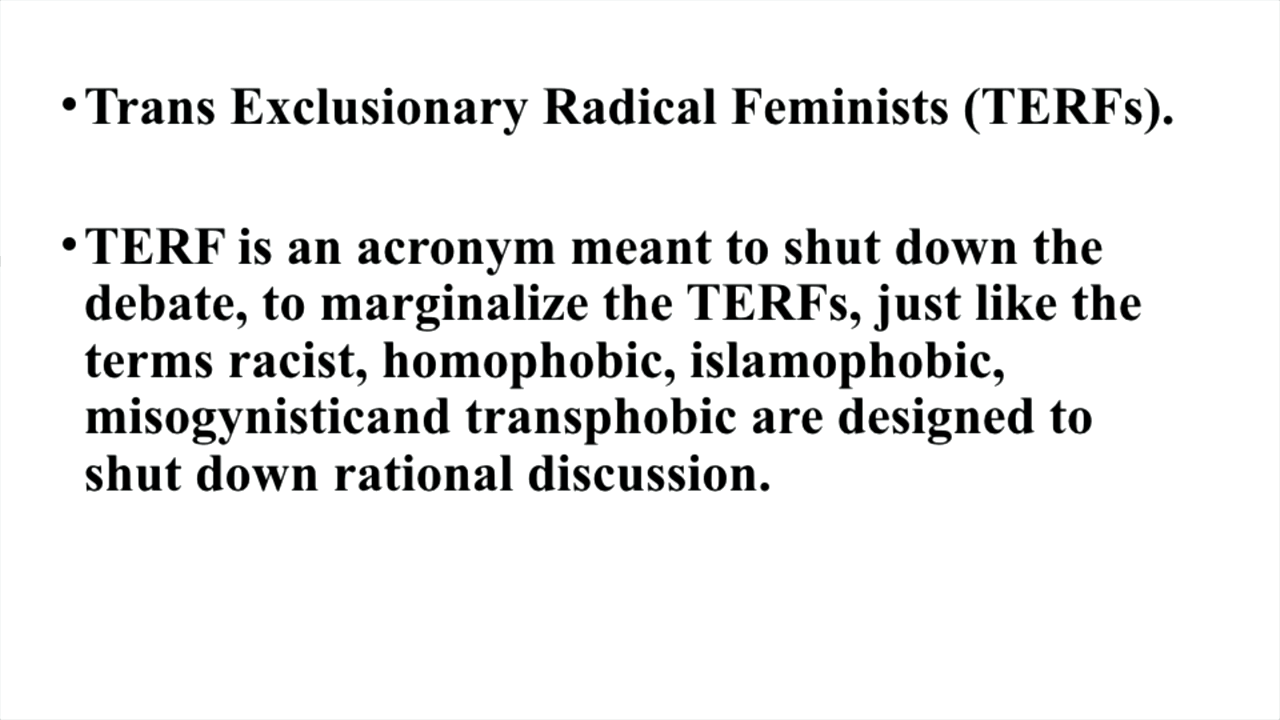 •Trans Exclusionary Radical Feminists (TERFs).
•TERF is an acronym meant to shut down the
debate, to marginalize the TERFs, just like the
terms racist, homophobic, islamophobic,
misogynisticand transphobic are designed to
shut down rational discussion.